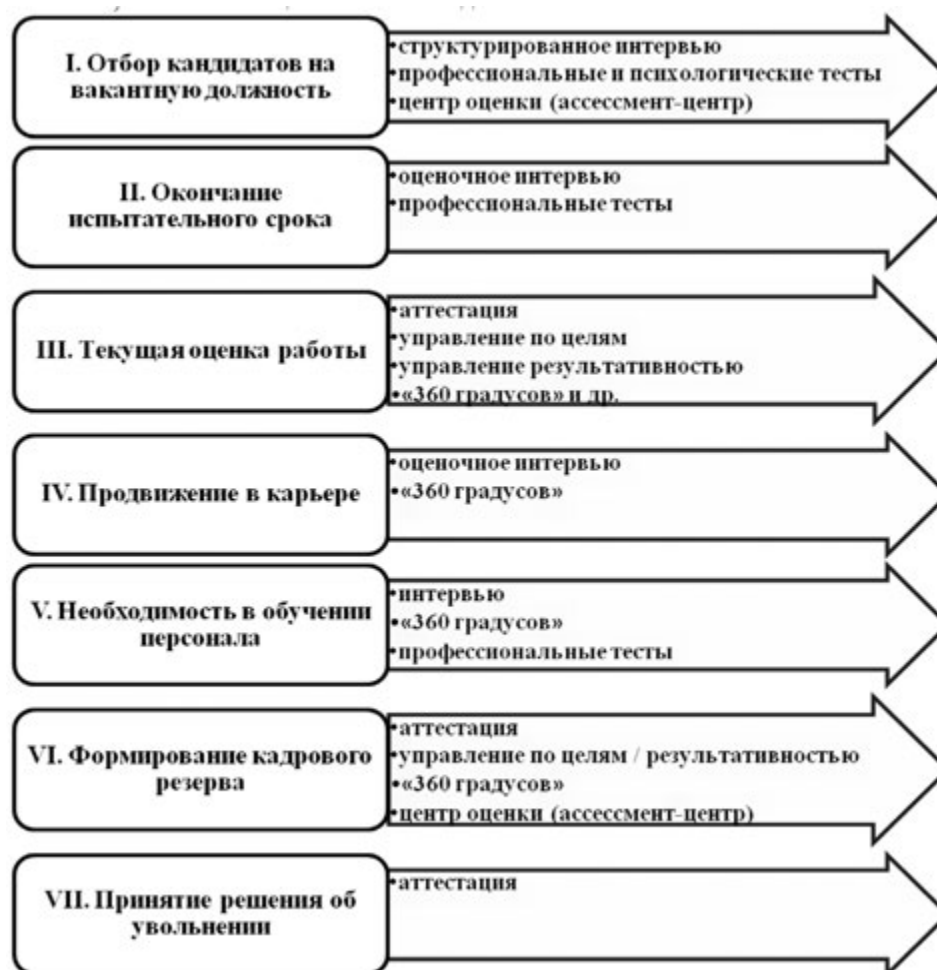 I. Отбор кандидатов на
вакантную должность
•структурированное интервью
•профессиональные и психологические тесты
•центр оценки (ассессмент-центр)
II. Окончание
испытательного срока
•оценочное интервью
•профессиональные тесты
III. Текущая оценка работы
•аттестация
•управление по целям
•управление результативностью
•«360 градусов» и др.
IV. Продвижение в карьере
•оценочное интервью
•«360 градусов»
V. Необходимость в обучении
персонала
•интервью
•«360 градусов»
•профессиональные тесты
VI. Формирование кадрового
резерва
•аттестация
•управление по целям / результативностью
•«360 градусов»
•центр оценки (ассессмент-центр)
VII. Принятие решения об
увольнении
•аттестация